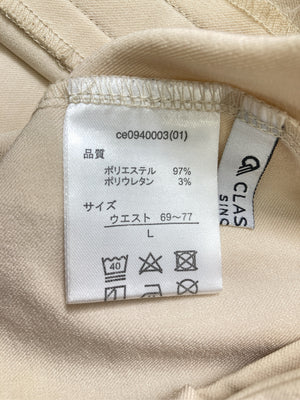 ce0940003(01)
品質
ポリエステル 97%
ポリウレタン 3%
サイズ
ウエスト 69～77
L
40
CLAS
SINC